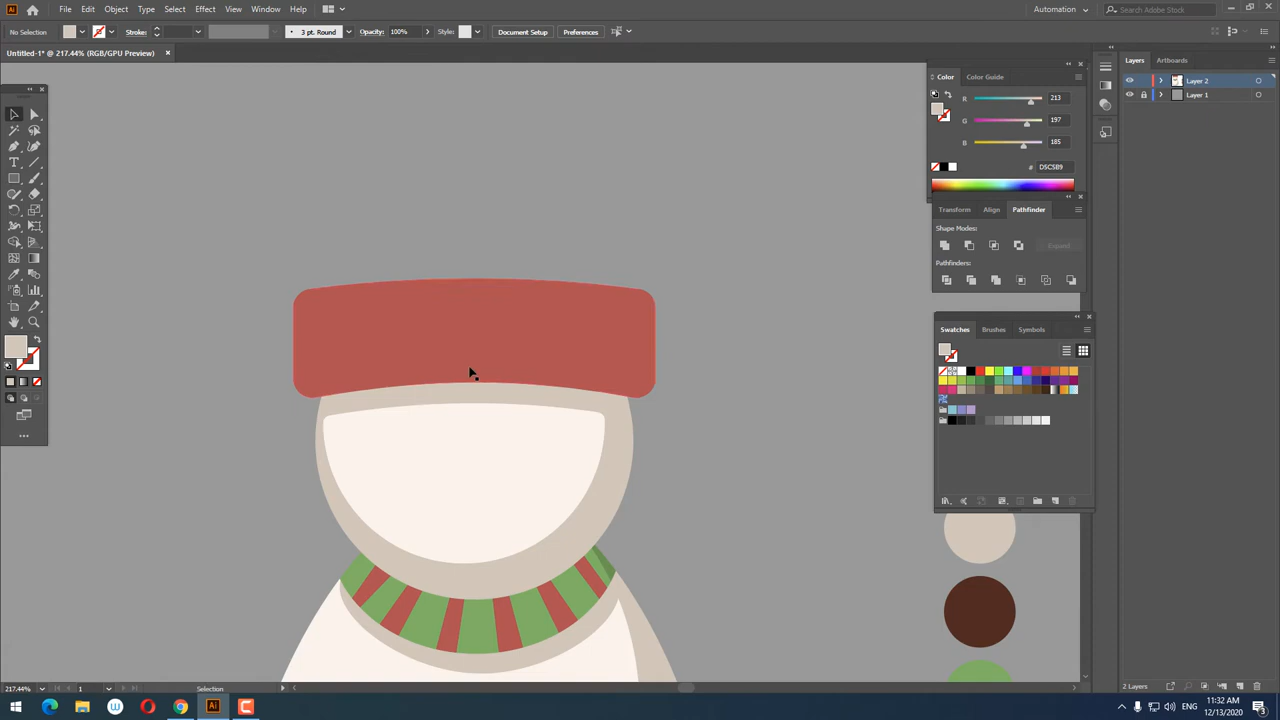 File Edit Object Type Select Effect View Window Help
Automation
Search Adobe Stock
No Selection
Stroke:
3 pt. Round
Opacity: 100%
Style:
Document Setup
Preferences
Untitled-1* @ 217.44% (RGB/GPU Preview)
Color Color Guide
R 213
G 197
B 185
# D5C5B9
Transform Align Pathfinder
Shape Modes:
Expand
Pathfinders:
Swatches Brushes Symbols
Layers Artboards
Layer 2
Layer 1
217.44% 1 Selection
2 Layers
ENG
11:32 AM
12/13/2020